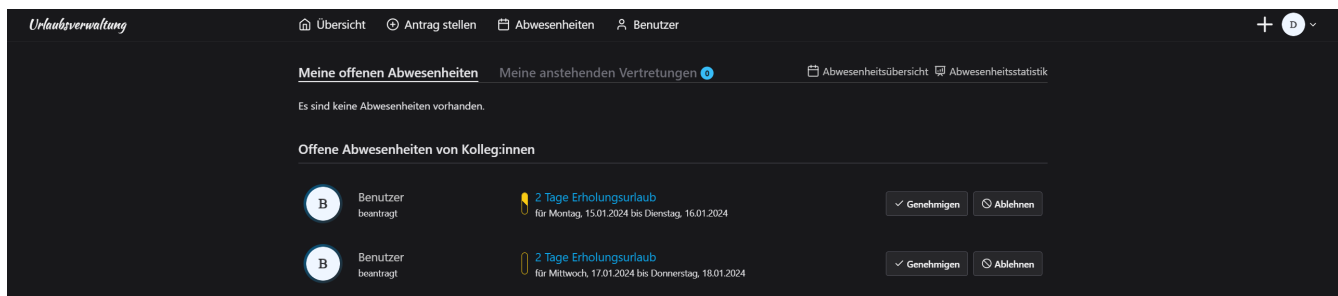 Urlaubsverwaltung Übersicht Antrag stellen Abwesenheiten Benutzer D
Meine offenen Abwesenheiten Meine anstehenden Vertretungen 0 Abwesenheitsübersicht Abwesenheitsstatistik
Es sind keine Abwesenheiten vorhanden.
Offene Abwesenheiten von Kolleg:innen
B Benutzer 2 Tage Erholungsurlaub Genehmigen Ablehnen
beantragt für Montag, 15.01.2024 bis Dienstag, 16.01.2024
B Benutzer 2 Tage Erholungsurlaub Genehmigen Ablehnen
beantragt für Mittwoch, 17.01.2024 bis Donnerstag, 18.01.2024